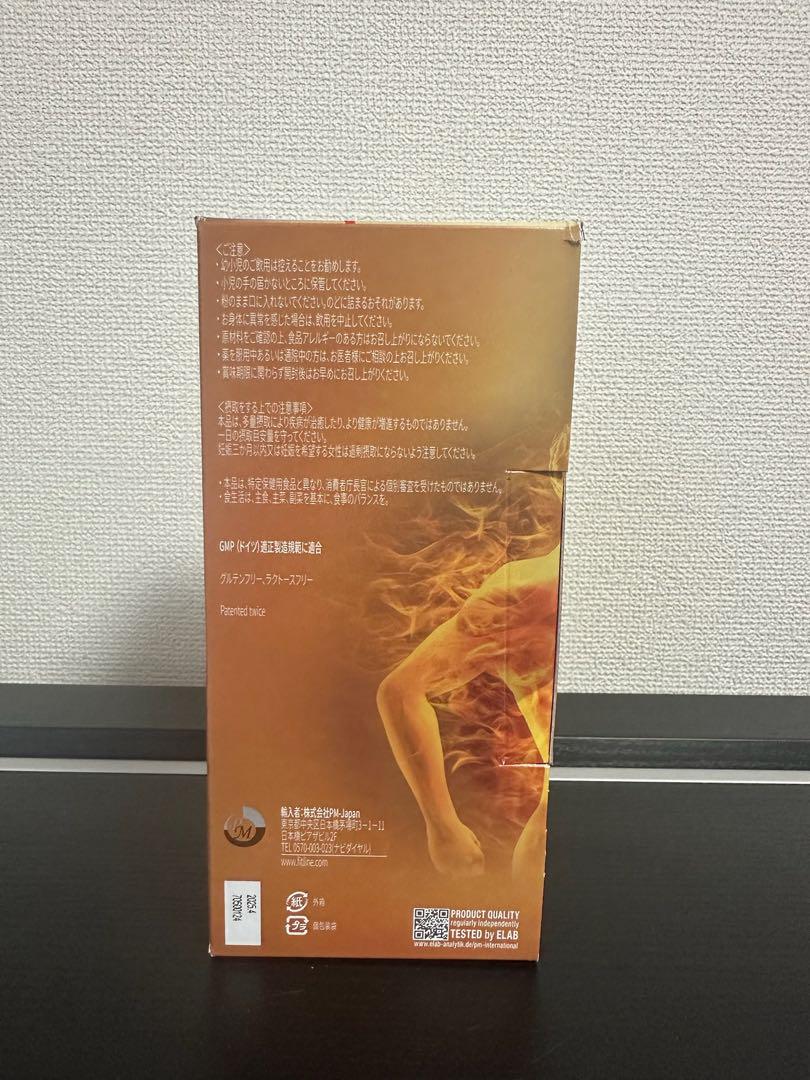 〈ご注意〉
・幼小児のご飲用は控えることをお勧めします。
・小児の手の届かないところに保管してください。
・粉のまま口に入れないでください。のどに詰まるおそれがあります。
・お身体に異常を感じた場合は、飲用を中止してください。
・原材料をご確認の上、食品アレルギーのある方はお召し上がりにならないでください。
・薬を服用中あるいは通院中の方は、お医者様にご相談の上お召し上がりください。
・賞味期限に関わらず開封後はお早めにお召し上がりください。
〈摂取をする上での注意事項〉
本品は、多量摂取により疾病が治癒したり、より健康が増進するものではありません。
一日の摂取目安量を守ってください。
妊娠三か月以内又は妊娠を希望する女性は過剰摂取にならないよう注意してください。
・本品は、特定保健用食品と異なり、消費者庁長官による個別審査を受けたものではありません。
・食生活は、主食、主菜、副菜を基本に、食事のバランスを。
GMP（ドイツ）適正製造規範に適合
グルテンフリー、ラクトースフリー
Patented twice
PM
輸入者：株式会社PM-Japan
東京都中央区日本橋茅場町3-1-11
日本橋ピアザビル2F
TEL 0570-003-023(ナビダイヤル)
www.fitline.com
2025.4
70500124
紙 外箱
プラ 個包装袋
PRODUCT QUALITY
regularly independently
TESTED by ELAB
www.elab-analytik.de/pm-international